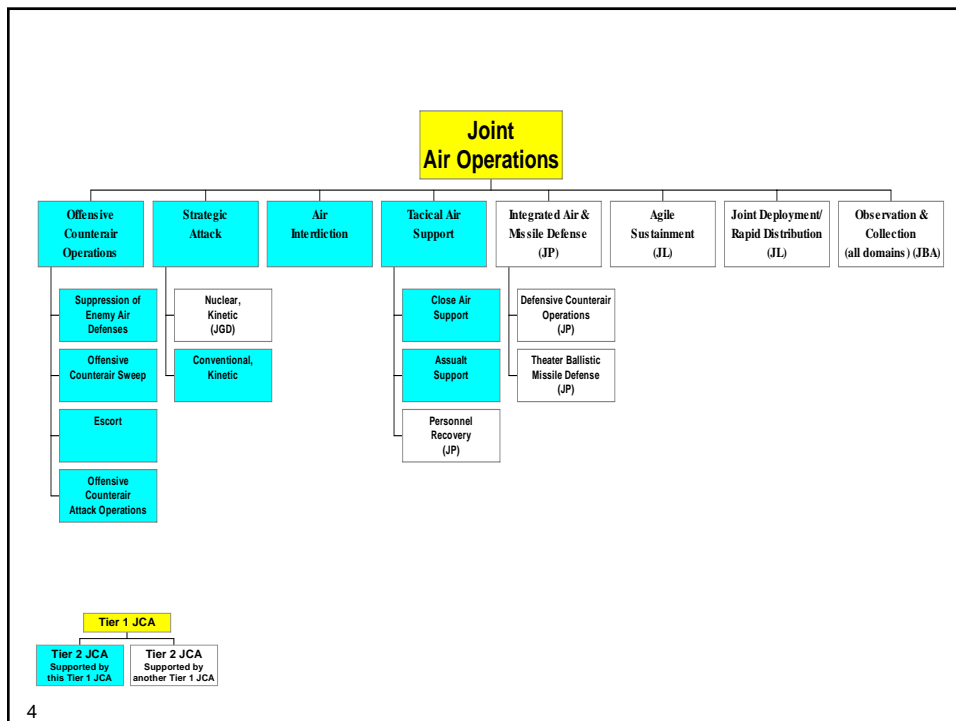 Joint
Air Operations
Offensive
Counterair
Operations
Strategic
Attack
Air
Interdiction
Tacical Air
Support
Integrated Air &
Missile Defense
(JP)
Agile
Sustainment
(JL)
Joint Deployment/
Rapid Distribution
(JL)
Observation &
Collection
(all domains) (JBA)
Suppression of
Enemy Air
Defenses
Offensive
Counterair Sweep
Escort
Offensive
Counterair
Attack Operations
Nuclear,
Kinetic
(JGD)
Conventional,
Kinetic
Close Air
Support
Assualt
Support
Personnel
Recovery
(JP)
Defensive Counterair
Operations
(JP)
Theater Ballistic
Missile Defense
(JP)
Tier 1 JCA
Tier 2 JCA
Supported by
this Tier 1 JCA
Tier 2 JCA
Supported by
another Tier 1 JCA
4